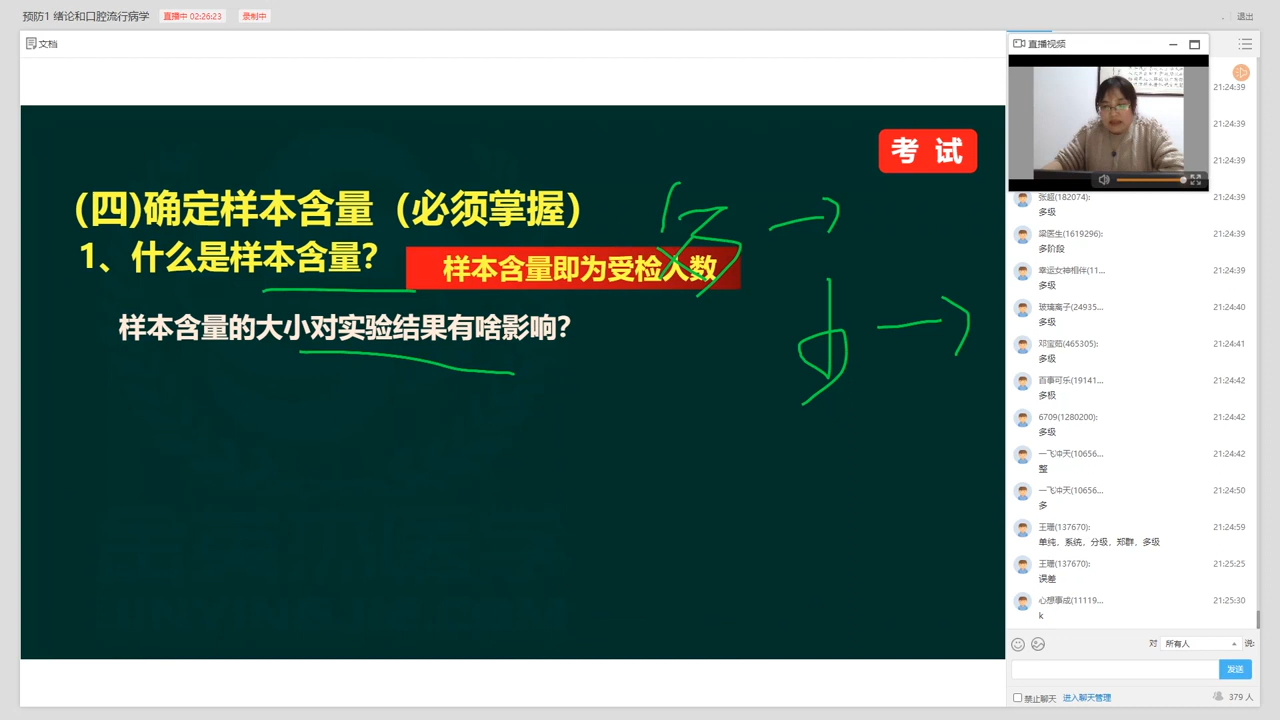 预防1 绪论和口腔流行病学
直播中 02:26:23
录制中
退出
文档
考 试
(四)确定样本含量（必须掌握）
1、什么是样本含量？
样本含量即为受检人数
样本含量的大小对实验结果有啥影响？
直播视频
21:24:39
21:24:39
21:24:39
张超(182074):
21:24:39
多级
梁医生(1619296):
21:24:39
多阶段
幸运女神相伴(11...
21:24:39
多级
玻璃离子(24935...
21:24:40
多级
邓宝茹(465305):
21:24:41
多级
百事可乐(19141...
21:24:42
多极
6709(1280200):
21:24:42
多级
一飞冲天(10656...
21:24:42
整
一飞冲天(10656...
21:24:50
多
王珊(137670):
21:24:59
单纯，系统，分级，郑群，多级
王珊(137670):
21:25:25
误差
心想事成(11119...
21:25:30
k
对 所有人 说:
发送
禁止聊天 进入聊天管理
379 人